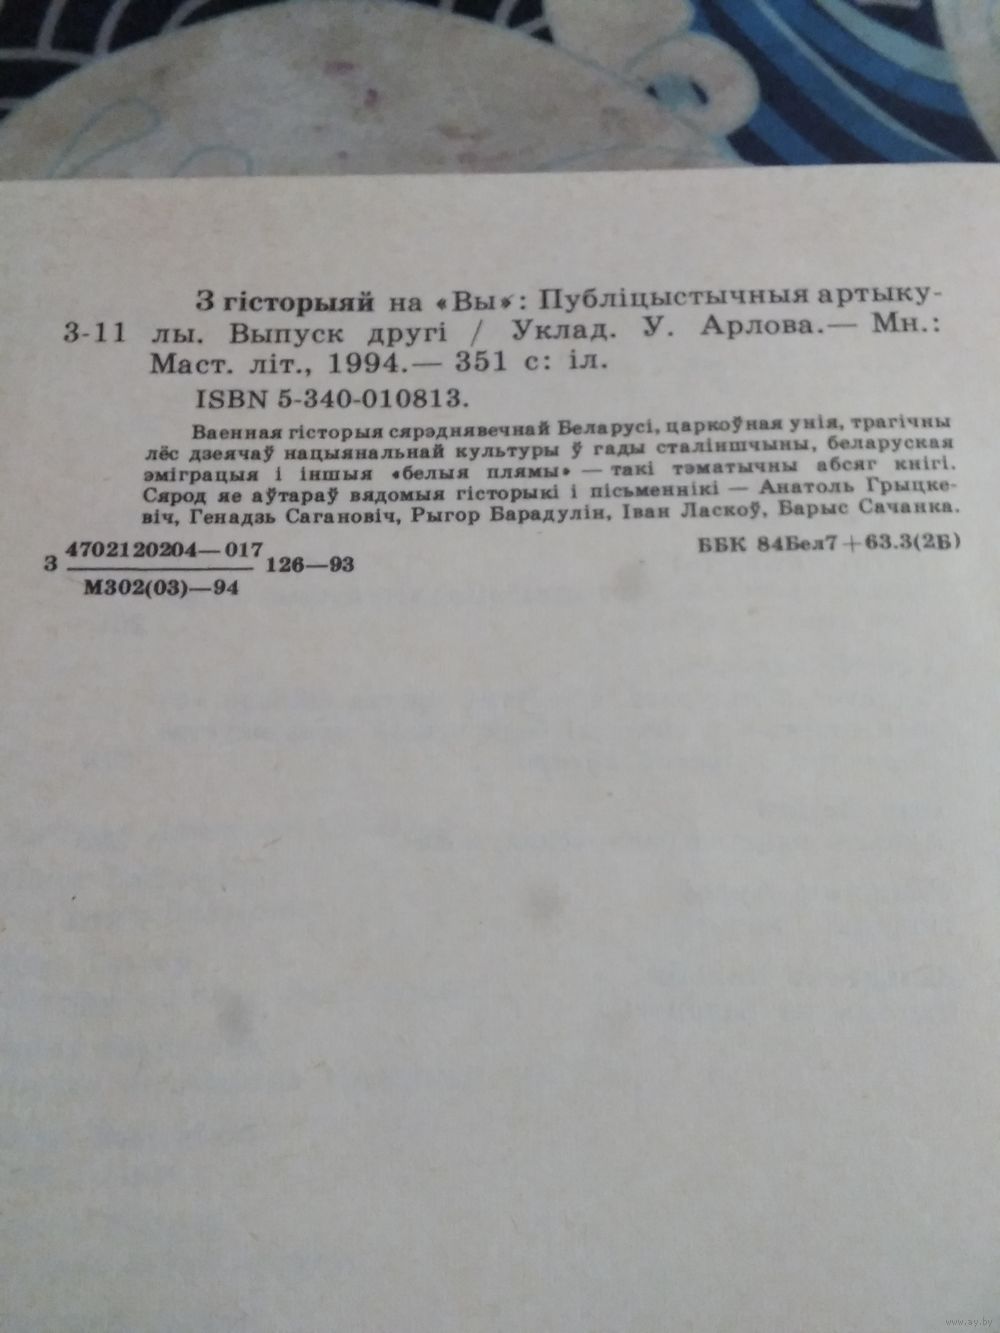 З гісторыяй на «Вы»: Публіцыстычныя артыку-
З-11 лы. Выпуск другі / Уклад. У. Арлова.— Мн.:
Маст. літ., 1994.— 351 с: іл.
ISBN 5-340-010813.
Ваенная гісторыя сярэднявечнай Беларусі, царкоўная унія, трагічны
лёс дзеячаў нацыянальнай культуры ў гады сталіншчыны, беларуская
эміграцыя і іншыя «белыя плямы» — такі тэматычны абсяг кнігі.
Сярод яе аўтараў вядомыя гісторыкі і пісьменнікі — Анатоль Грыцке-
віч, Генадзь Сагановіч, Рыгор Барадулін, Іван Ласкоў, Барыс Сачанка.
4702120204—017
З 126—93
М302(03)—94
ББК 84Бел7+63.3(2Б)
www.ay.by